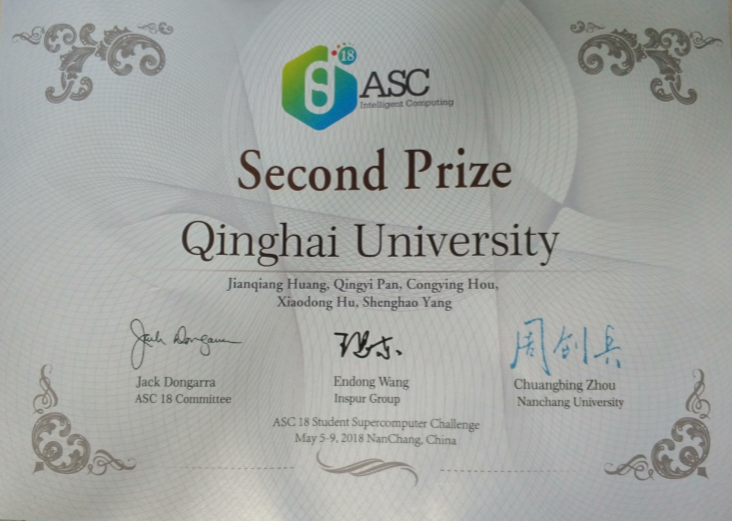 18
ASC
Intelligent Computing
Second Prize
Qinghai University
Jianqiang Huang, Qingyi Pan, Congying Hou,
Xiaodong Hu, Shenghao Yang
Jack Dongarra
周创兵
Jack Dongarra Endong Wang Chuangbing Zhou
ASC 18 Committee Inspur Group Nanchang University
ASC 18 Student Supercomputer Challenge
May 5-9, 2018 NanChang, China